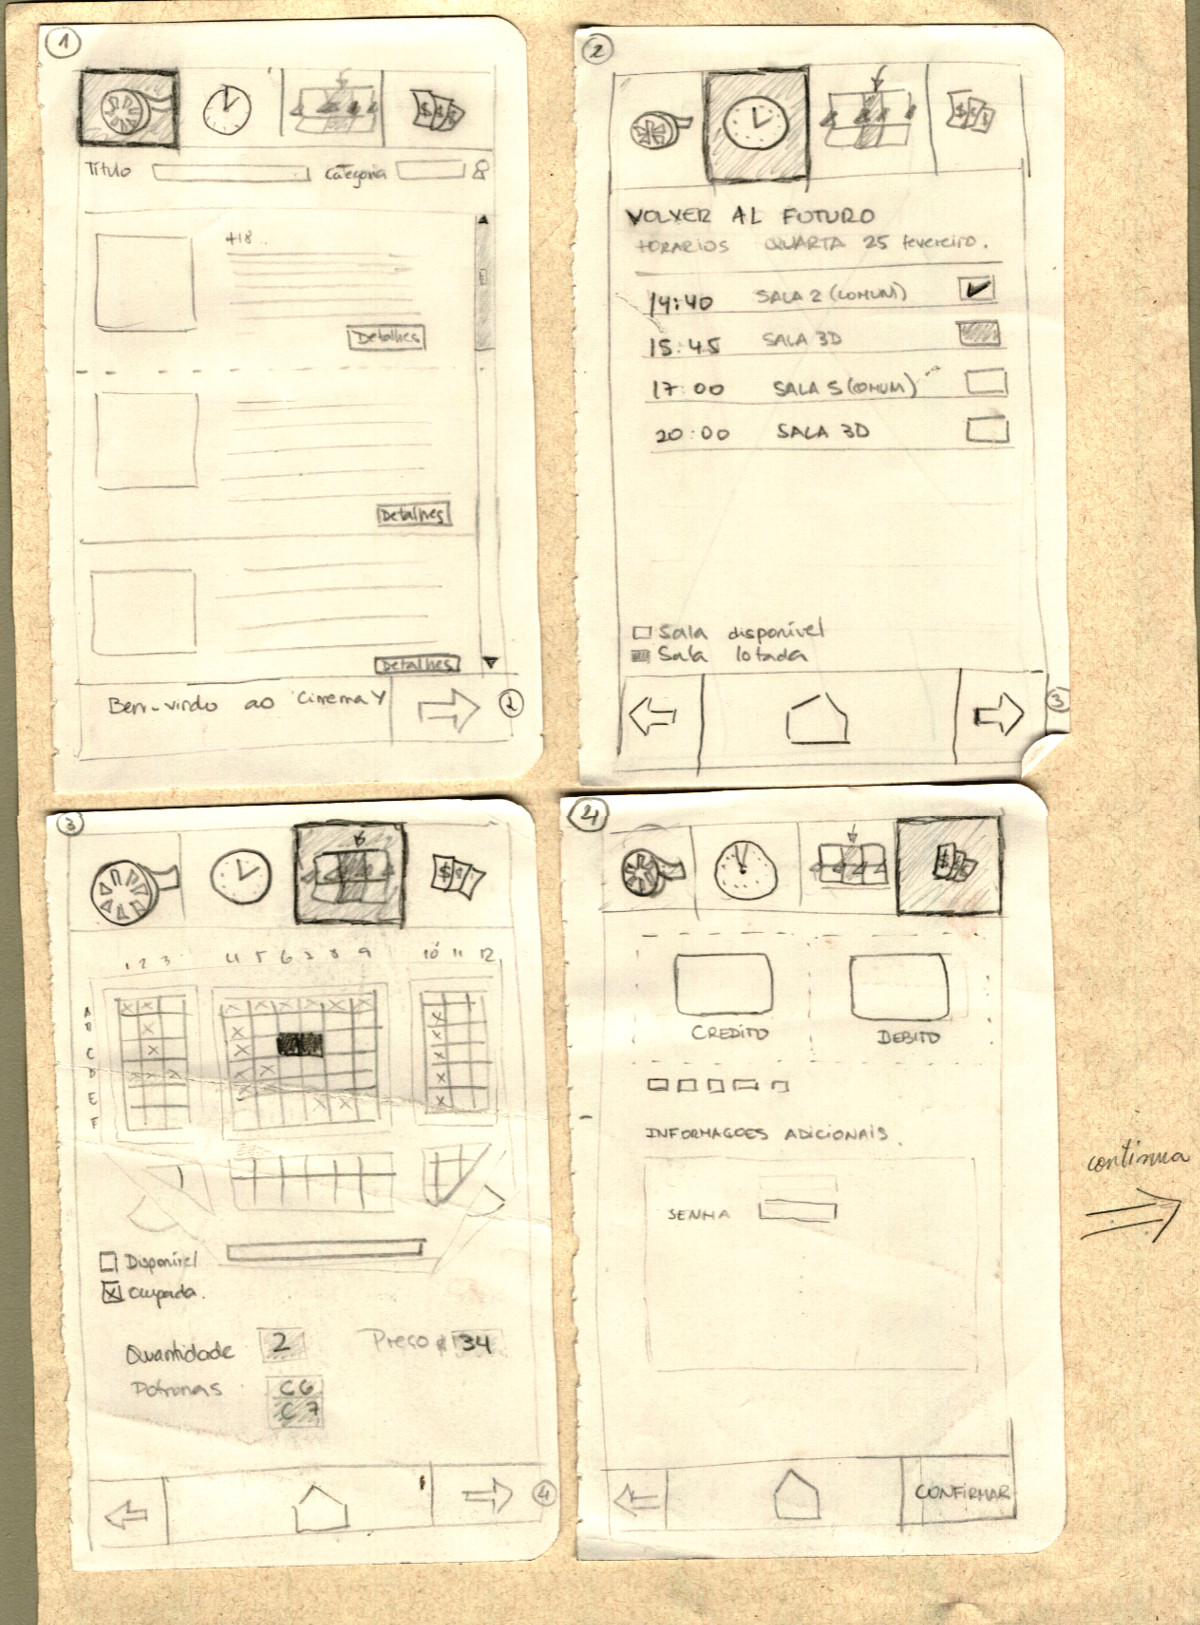 1
Título Categoria
+18
Detalhes
Detalhes
Detalhes
Bem-vindo ao Cinema Y
2
2
VOLVER AL FUTURO
HORARIOS QUARTA 25 fevereiro.
14:40 SALA 2 (COMUM)
15:45 SALA 3D
17:00 SALA 5 (COMUM)
20:00 SALA 3D
Sala disponível
Sala lotada
3
3
$
1 2 3 4 5 6 7 8 9 10 11 12
A
B
C
D
E
F
Disponível
Ocupada.
Quantidade 2 Preço 34
Potronas C6
C7
4
4
CREDITO DEBITO
INFORMAÇOES ADICIONAIS.
SENHA
CONFIRMAR
continua